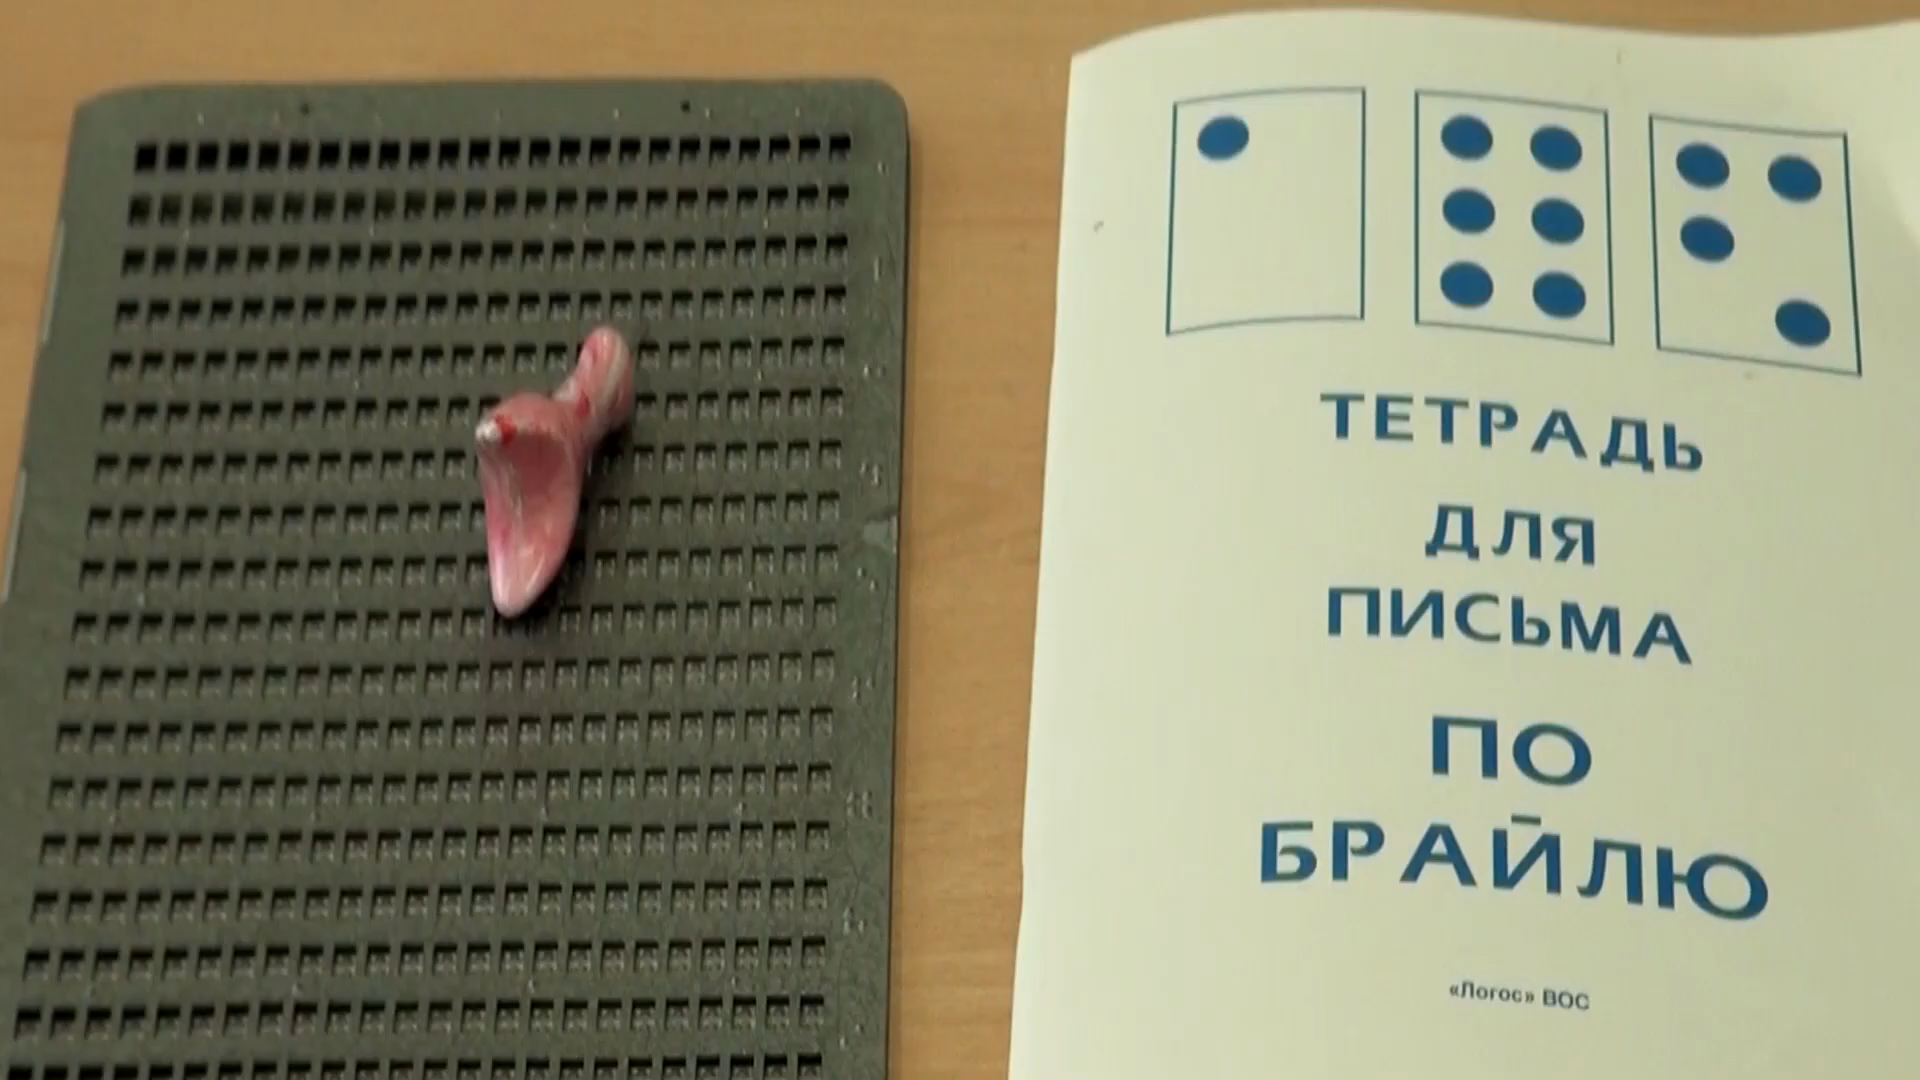 ТЕТРАДЬ
ДЛЯ
ПИСЬМА
ПО
БРАЙЛЮ
«Логос» ВОС